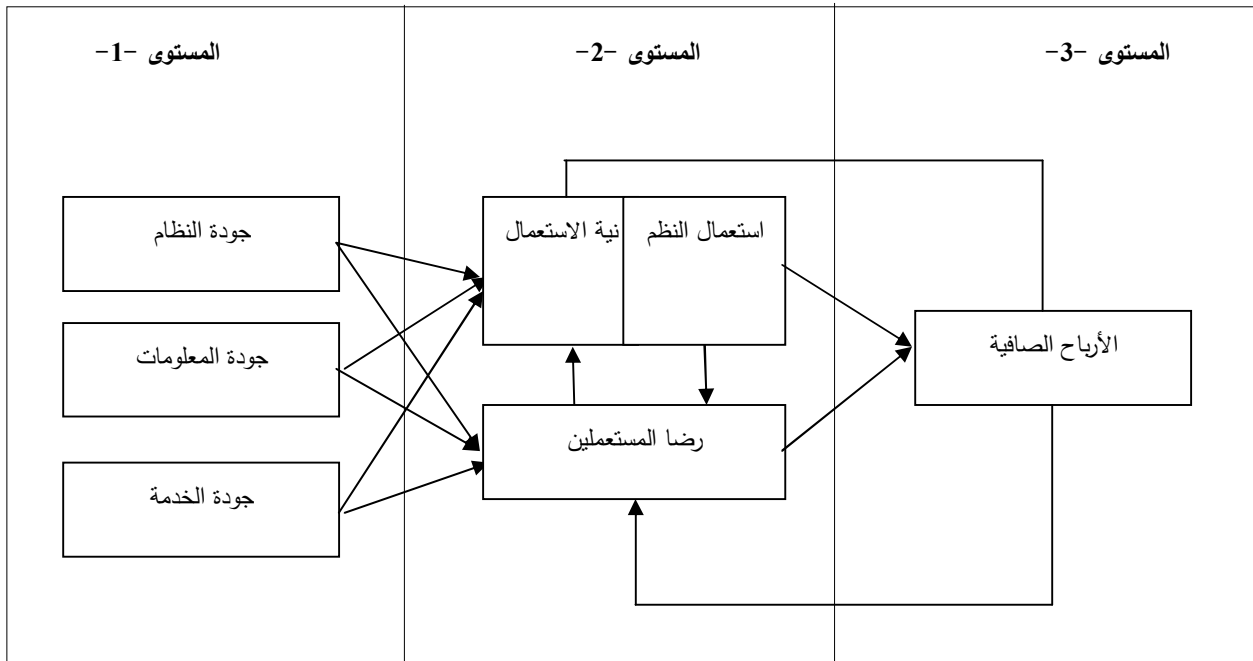 المستوى -1-
المستوى -2-
المستوى -3-
جودة النظام
جودة المعلومات
جودة الخدمة
نية الاستعمال
استعمال النظم
رضا المستعملين
الأرباح الصافية